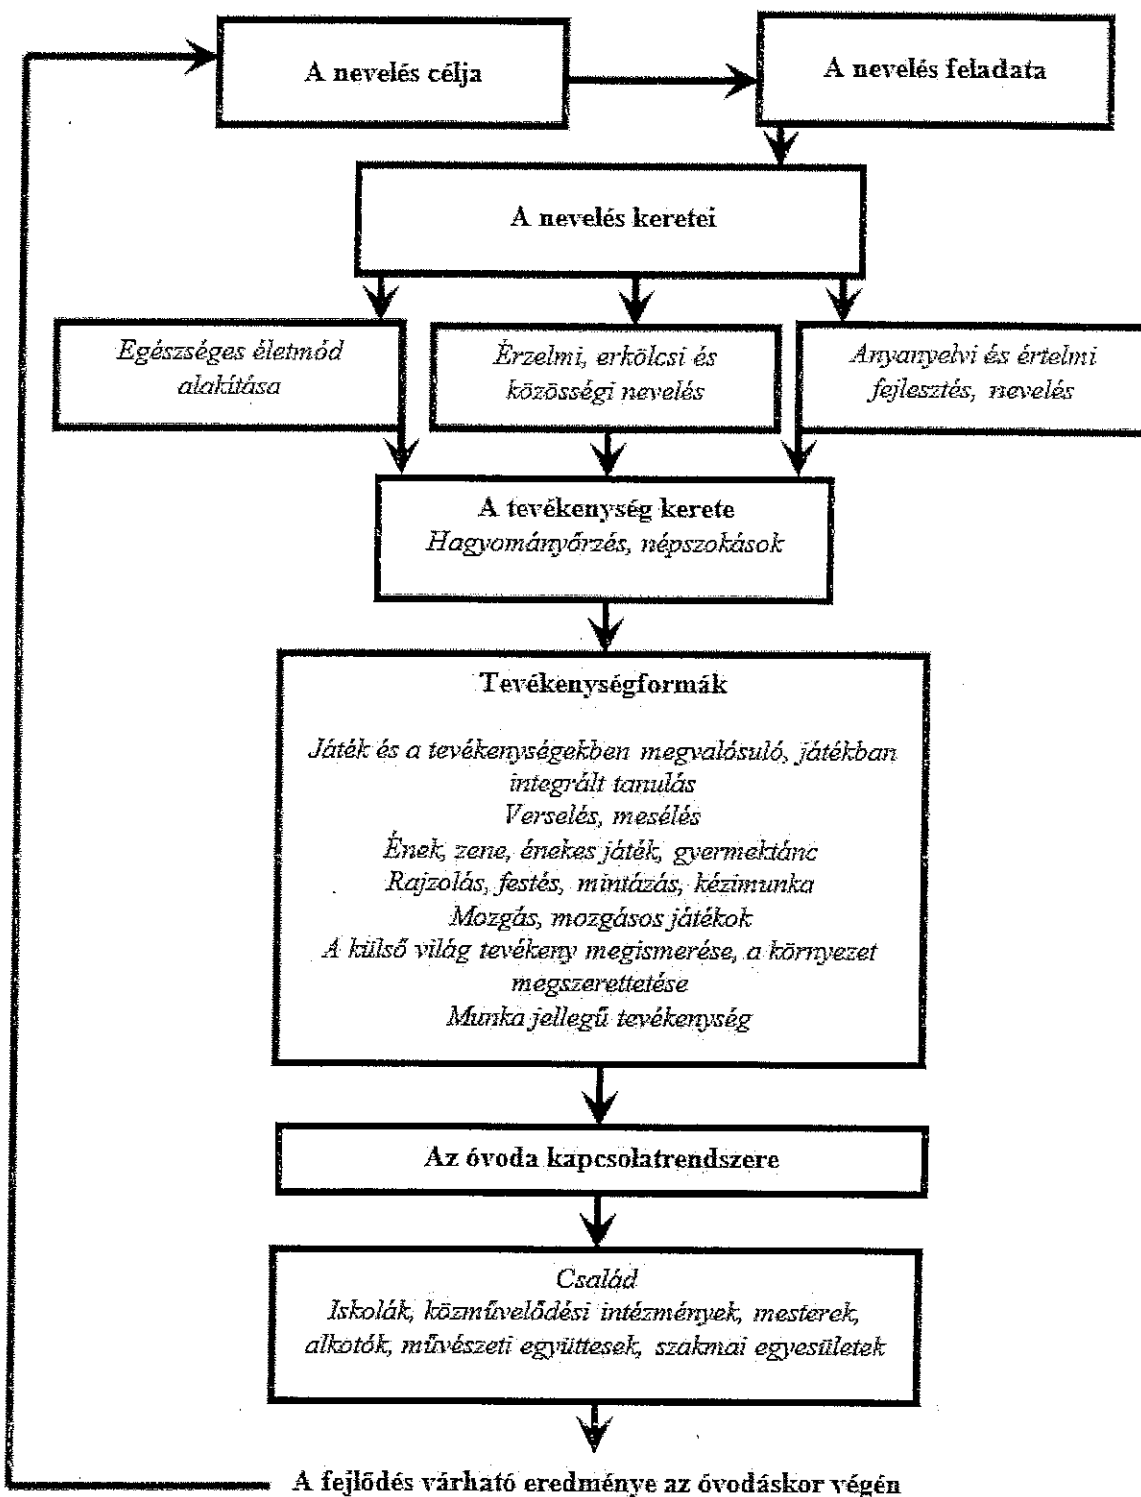 A nevelés célja
A nevelés feladata
A nevelés keretei
Egészséges életmód
alakítása
Érzelmi, erkölcsi és
közösségi nevelés
Anyanyelvi és értelmi
fejlesztés, nevelés
A tevékenység kerete
Hagyományőrzés, népszokások
Tevékenységformák
Játék és a tevékenységekben megvalósuló, játékban
integrált tanulás
Verselés, mesélés
Ének, zene, énekes játék, gyermektánc
Rajzolás, festés, mintázás, kézimunka
Mozgás, mozgásos játékok
A külső világ tevékeny megismerése, a környezet
megszerettetése
Munka jellegű tevékenység
Az óvoda kapcsolatrendszere
Család
Iskolák, közművelődési intézmények, mesterek,
alkotók, művészeti együttesek, szakmai egyesületek
A fejlődés várható eredménye az óvodáskor végén